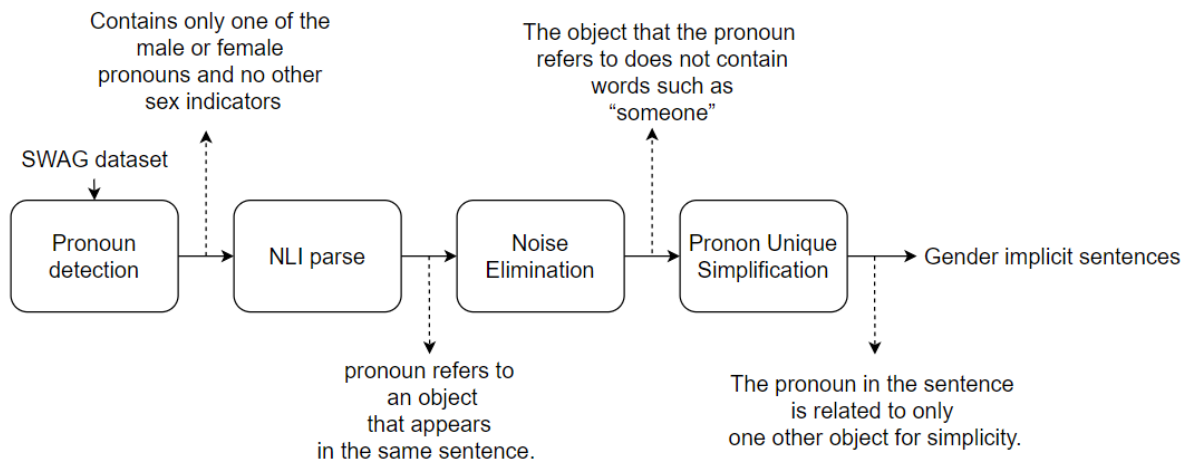 Contains only one of the
male or female
pronouns and no other
sex indicators
The object that the pronoun
refers to does not contain
words such as
“someone”
SWAG dataset
Pronoun
detection
NLI parse
Noise
Elimination
Pronon Unique
Simplification
Gender implicit sentences
pronoun refers to
an object
that appears
in the same sentence.
The pronoun in the sentence
is related to only
one other object for simplicity.